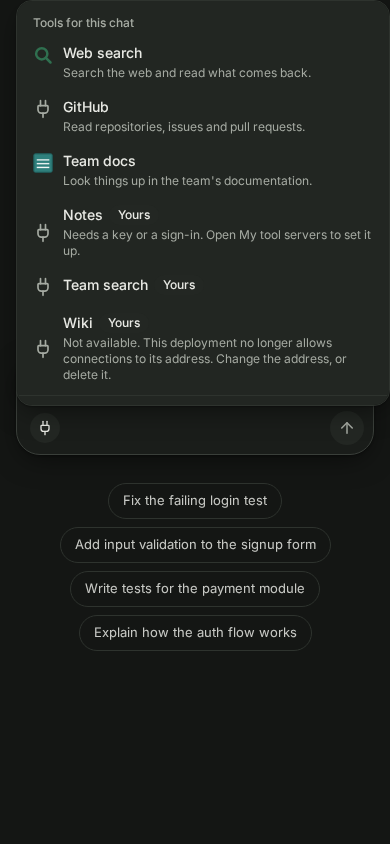 Tools for this chat
Web search
Search the web and read what comes back.
GitHub
Read repositories, issues and pull requests.
Team docs
Look things up in the team's documentation.
Notes Yours
Needs a key or a sign-in. Open My tool servers to set it
up.
Team search Yours
Wiki Yours
Not available. This deployment no longer allows
connections to its address. Change the address, or
delete it.
Fix the failing login test
Add input validation to the signup form
Write tests for the payment module
Explain how the auth flow works